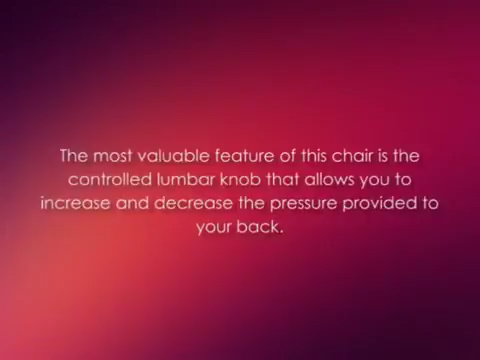 The most valuable feature of this chair is the
controlled lumbar knob that allows you to
increase and decrease the pressure provided to
your back.